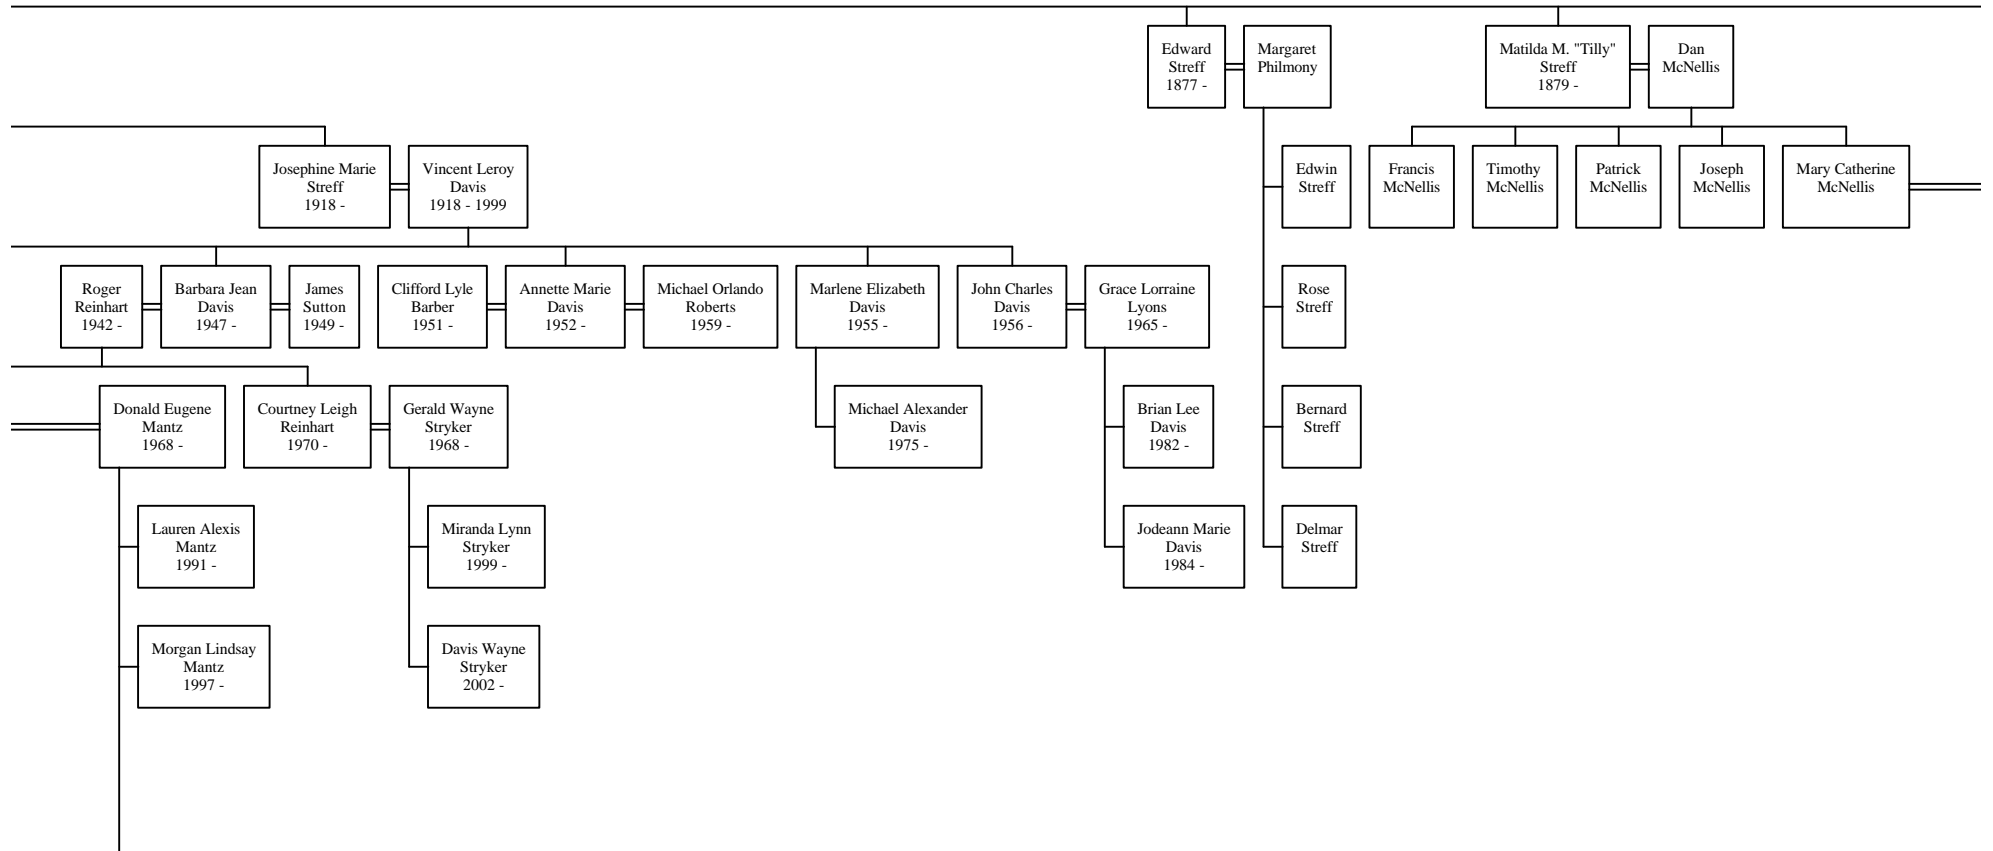 Edward
Streff
1877 -
Margaret
Philmony
Matilda M. "Tilly"
Streff
1879 -
Dan
McNellis
Josephine Marie
Streff
1918 -
Vincent Leroy
Davis
1918 - 1999
Edwin
Streff
Francis
McNellis
Timothy
McNellis
Patrick
McNellis
Joseph
McNellis
Mary Catherine
McNellis
Roger
Reinhart
1942 -
Barbara Jean
Davis
1947 -
James
Sutton
1949 -
Clifford Lyle
Barber
1951 -
Annette Marie
Davis
1952 -
Michael Orlando
Roberts
1959 -
Marlene Elizabeth
Davis
1955 -
John Charles
Davis
1956 -
Grace Lorraine
Lyons
1965 -
Rose
Streff
Donald Eugene
Mantz
1968 -
Courtney Leigh
Reinhart
1970 -
Gerald Wayne
Stryker
1968 -
Michael Alexander
Davis
1975 -
Brian Lee
Davis
1982 -
Bernard
Streff
Lauren Alexis
Mantz
1991 -
Miranda Lynn
Stryker
1999 -
Jodeann Marie
Davis
1984 -
Delmar
Streff
Morgan Lindsay
Mantz
1997 -
Davis Wayne
Stryker
2002 -